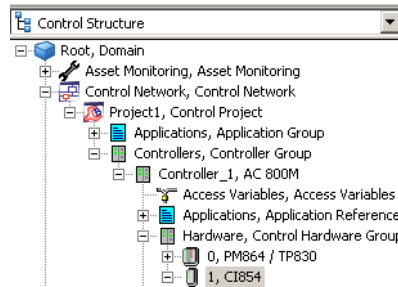 Control Structure
Root, Domain
Asset Monitoring, Asset Monitoring
Control Network, Control Network
Project1, Control Project
Applications, Application Group
Controllers, Controller Group
Controller_1, AC 800M
Access Variables, Access Variables
Applications, Application Reference
Hardware, Control Hardware Group
0, PM864 / TP830
1, CI854